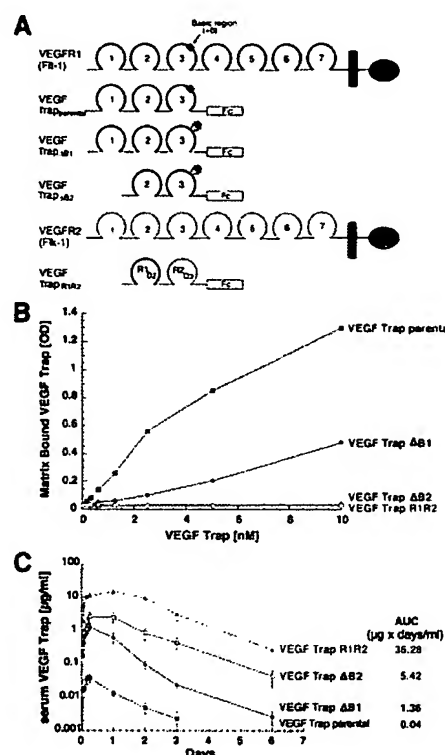 A
Basic region
VEGFR1
(Flt-1)
1 2 3 4 5 6 7
VEGF
Trap parental
1 2 3 Fc
VEGF
Trap ΔB1
1 2 3 Fc
VEGF
Trap ΔB2
2 3 Fc
VEGFR2
(Flk-1)
1 2 3 4 5 6 7
VEGF
Trap R1R2
R1 D2 R2 D3 Fc
B
Matrix Bound VEGF Trap [OD]
1.4
1.2
1
0.8
0.6
0.4
0.2
0
0 2 4 6 8 10
VEGF Trap [nM]
VEGF Trap parental
VEGF Trap ΔB1
VEGF Trap ΔB2
VEGF Trap R1R2
C
serum VEGF Trap [µg/ml]
100
10
1
0.1
0.01
0.001
0 1 2 3 4 5 6 7
Days
AUC
(µg x days/ml)
VEGF Trap R1R2 36.28
VEGF Trap ΔB2 5.42
VEGF Trap ΔB1 1.36
VEGF Trap parental 0.04